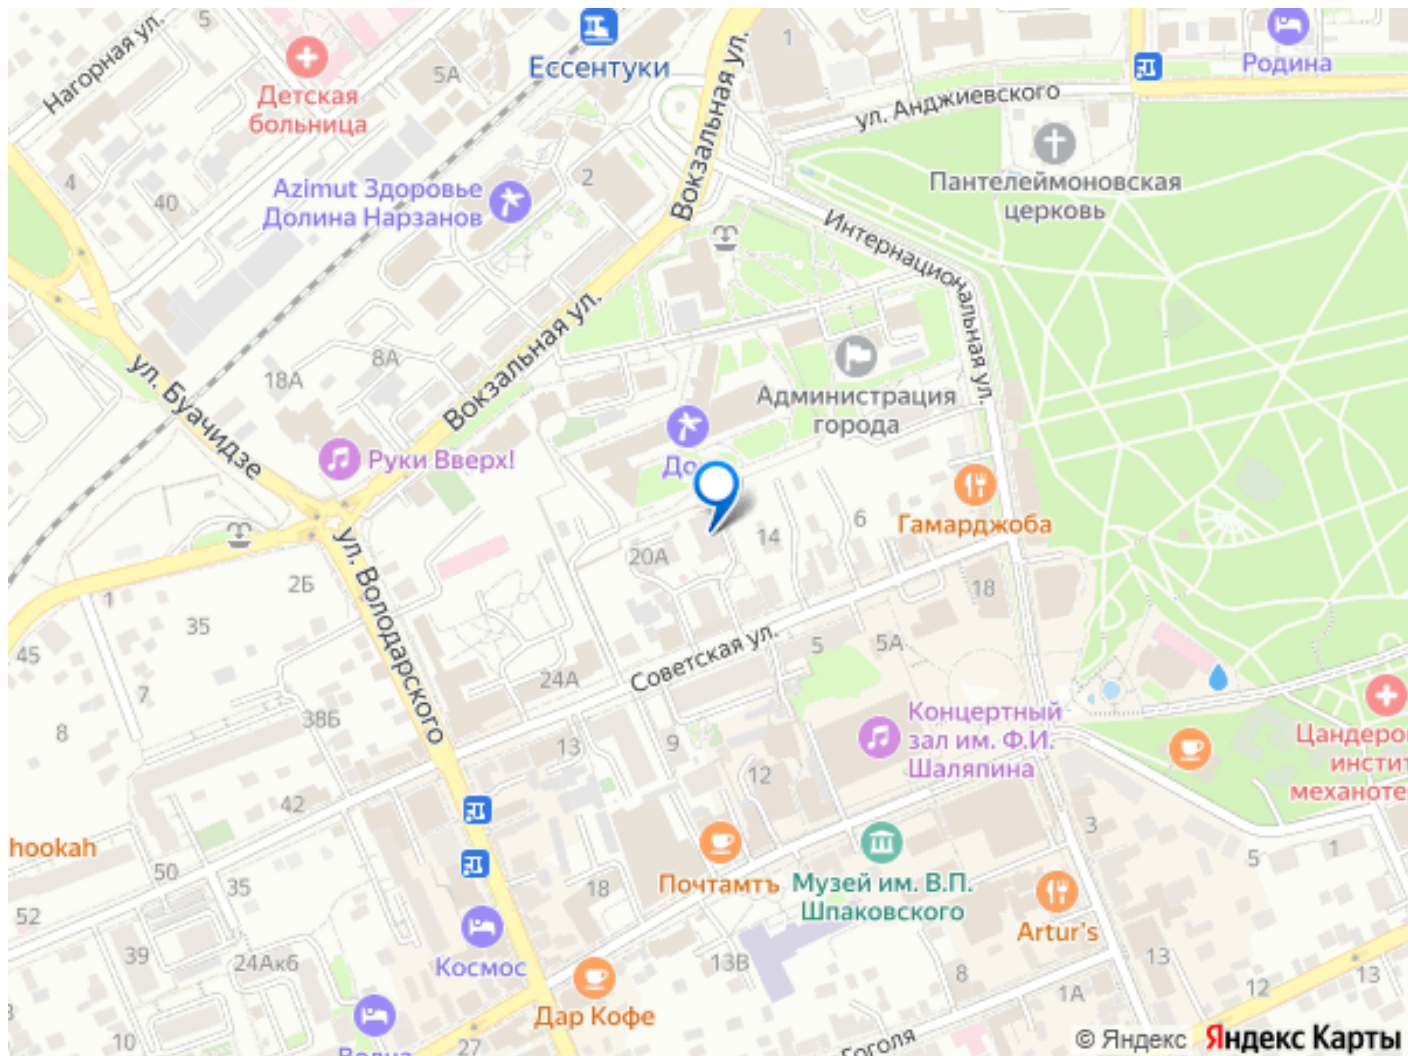 Нагорная ул.
5
Детская
больница
5А
Ессентуки
1
Вокзальная ул.
ул. Анджиевского
Родина
Пантелеймоновская
церковь
4
40
Azimut Здоровье
Долина Нарзанов
2
Интернациональная ул.
ул. Буачидзе
18А
8А
Вокзальная ул.
Администрация
города
Руки Вверх!
До
Гамарджоба
20А
14
6
2Б
ул. Володарского
1
35
45
7
8
38Б
18
5
5А
Советская ул.
24А
13
9
12
Концертный
зал им. Ф.И.
Шаляпина
Цандеро
инстит
механоте
42
hookah
50
35
52
39
24Ак6
10
Космос
18
Почтамтъ
Музей им. В.П.
Шпаковского
3
5
1
Artur's
13В
8
1А
13
12
13
Дар Кофе
27
Гоголя
© Яндекс
Яндекс Карты